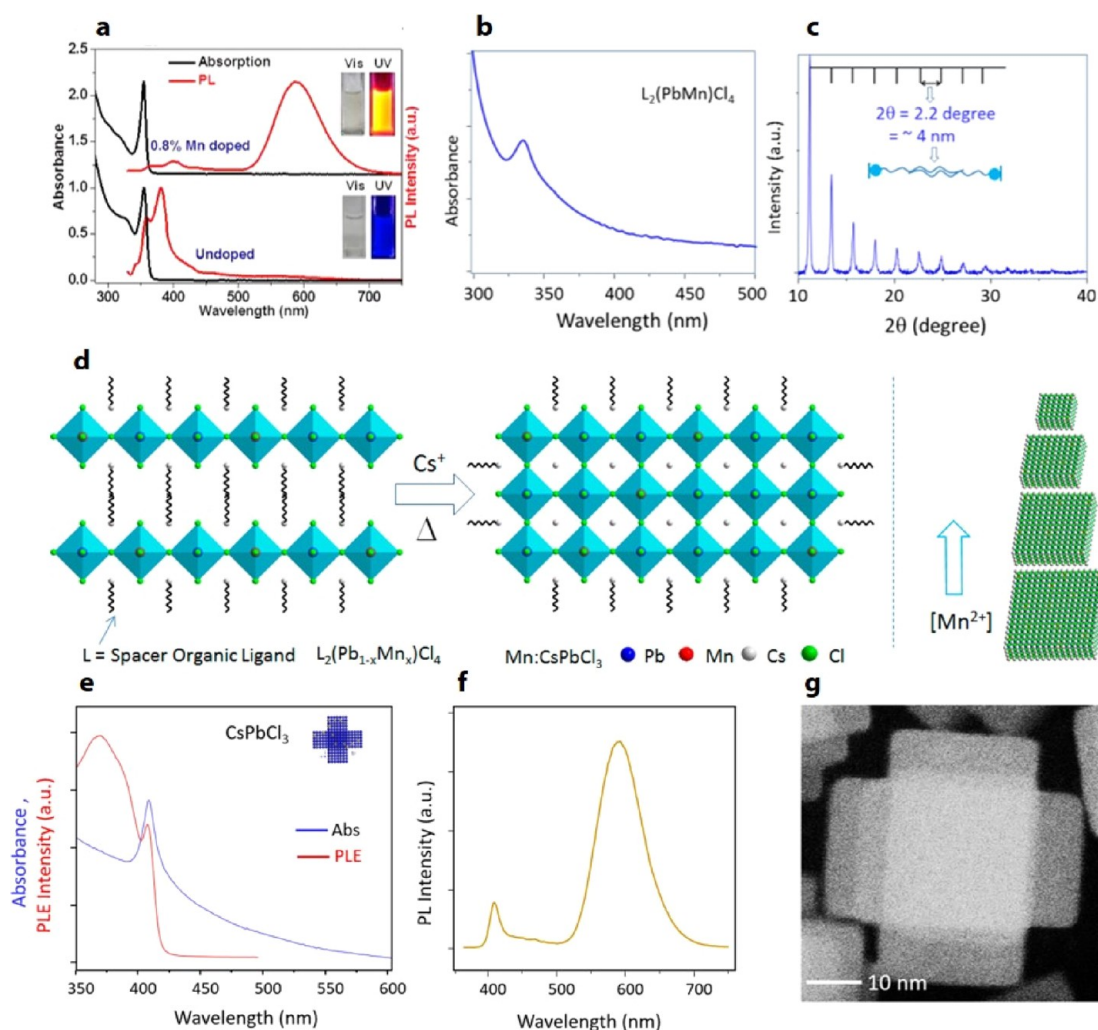 a
2.5
2.0
1.5
1.0
0.5
0.0
Absorbance
Absorption
PL
Vis UV
0.8% Mn doped
Vis UV
Undoped
PL Intensity (a.u.)
300 400 500 600 700
Wavelength (nm)
b
Absorbance
L₂(PbMn)Cl₄
300 350 400 450 500
Wavelength (nm)
c
Intensity (a.u.)
2θ = 2.2 degree
= ~ 4 nm
10 20 30 40
2θ (degree)
d
Cs⁺
Δ
[Mn²⁺]
L = Spacer Organic Ligand
L₂(Pb₁₋ₓMnₓ)Cl₄
Mn:CsPbCl₃
Pb
Mn
Cs
Cl
e
Absorbance ,
PLE Intensity (a.u.)
CsPbCl₃
Abs
PLE
350 400 450 500 550 600
Wavelength (nm)
f
PL Intensity (a.u.)
400 500 600 700
Wavelength (nm)
g
10 nm